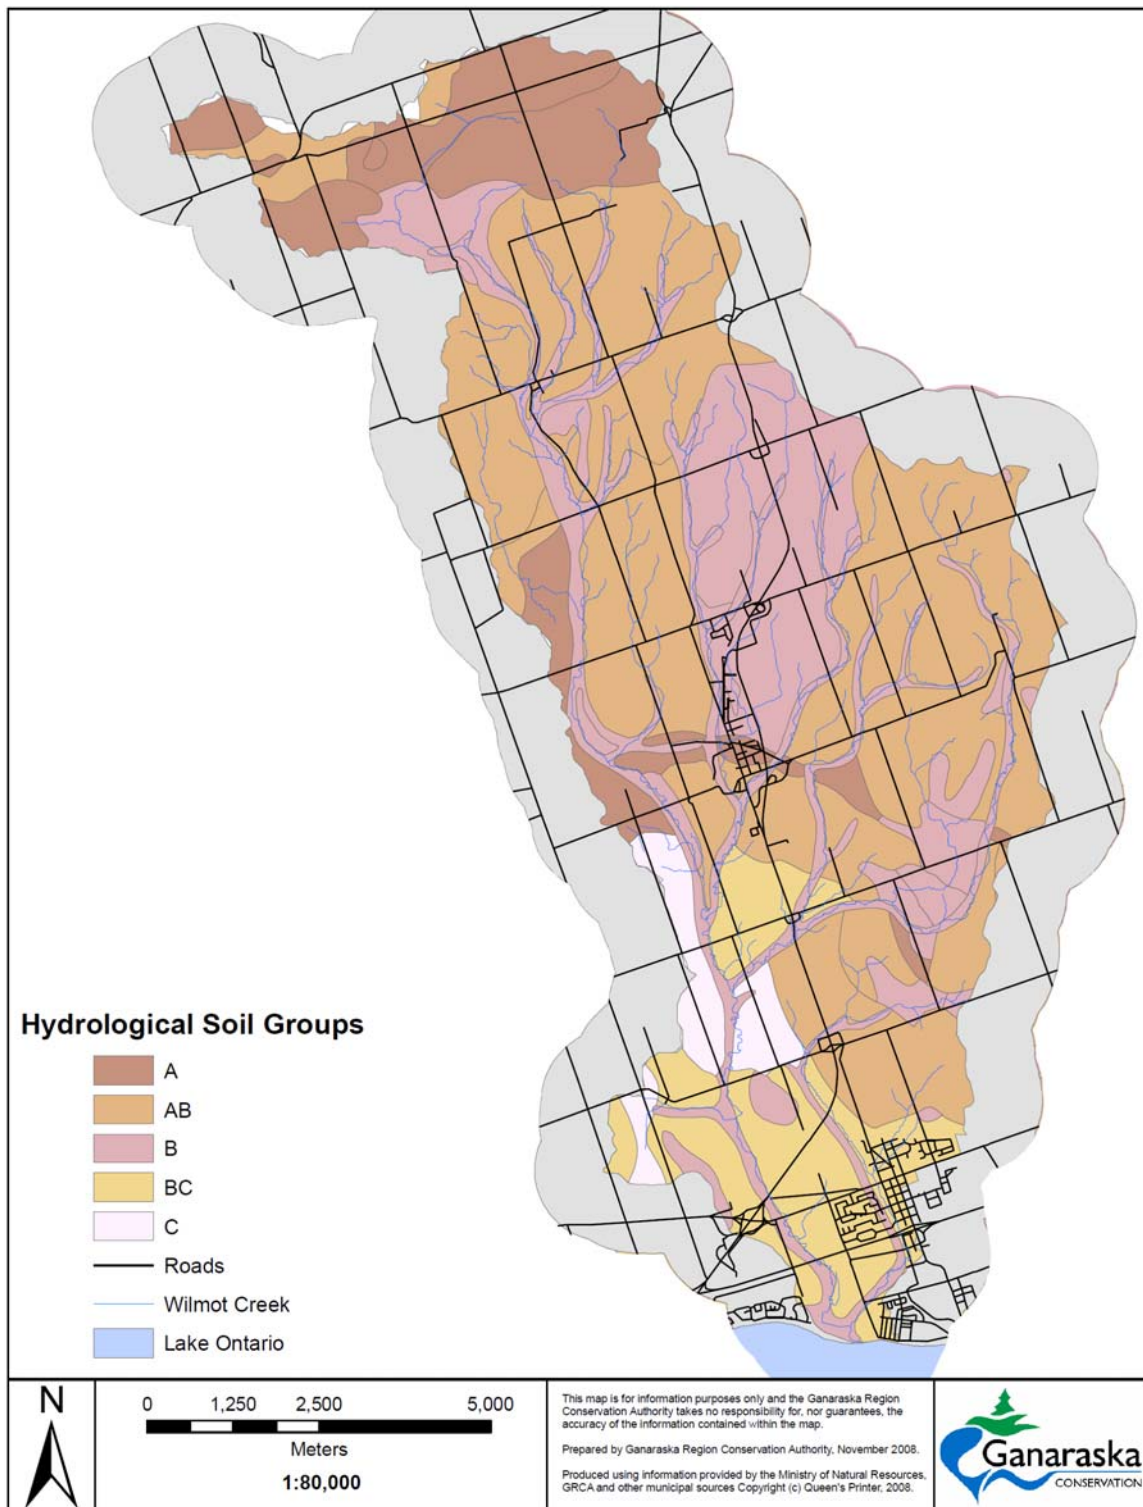 Hydrological Soil Groups
A
AB
B
BC
C
Roads
Wilmot Creek
Lake Ontario
N
0 1,250 2,500 5,000
Meters
1:80,000
This map is for information purposes only and the Ganaraska Region
Conservation Authority takes no responsibility for, nor guarantees, the
accuracy of the information contained within the map.
Prepared by Ganaraska Region Conservation Authority, November 2008.
Produced using information provided by the Ministry of Natural Resources,
GRCA and other municipal sources Copyright (c) Queen's Printer, 2008.
Ganaraska
CONSERVATION